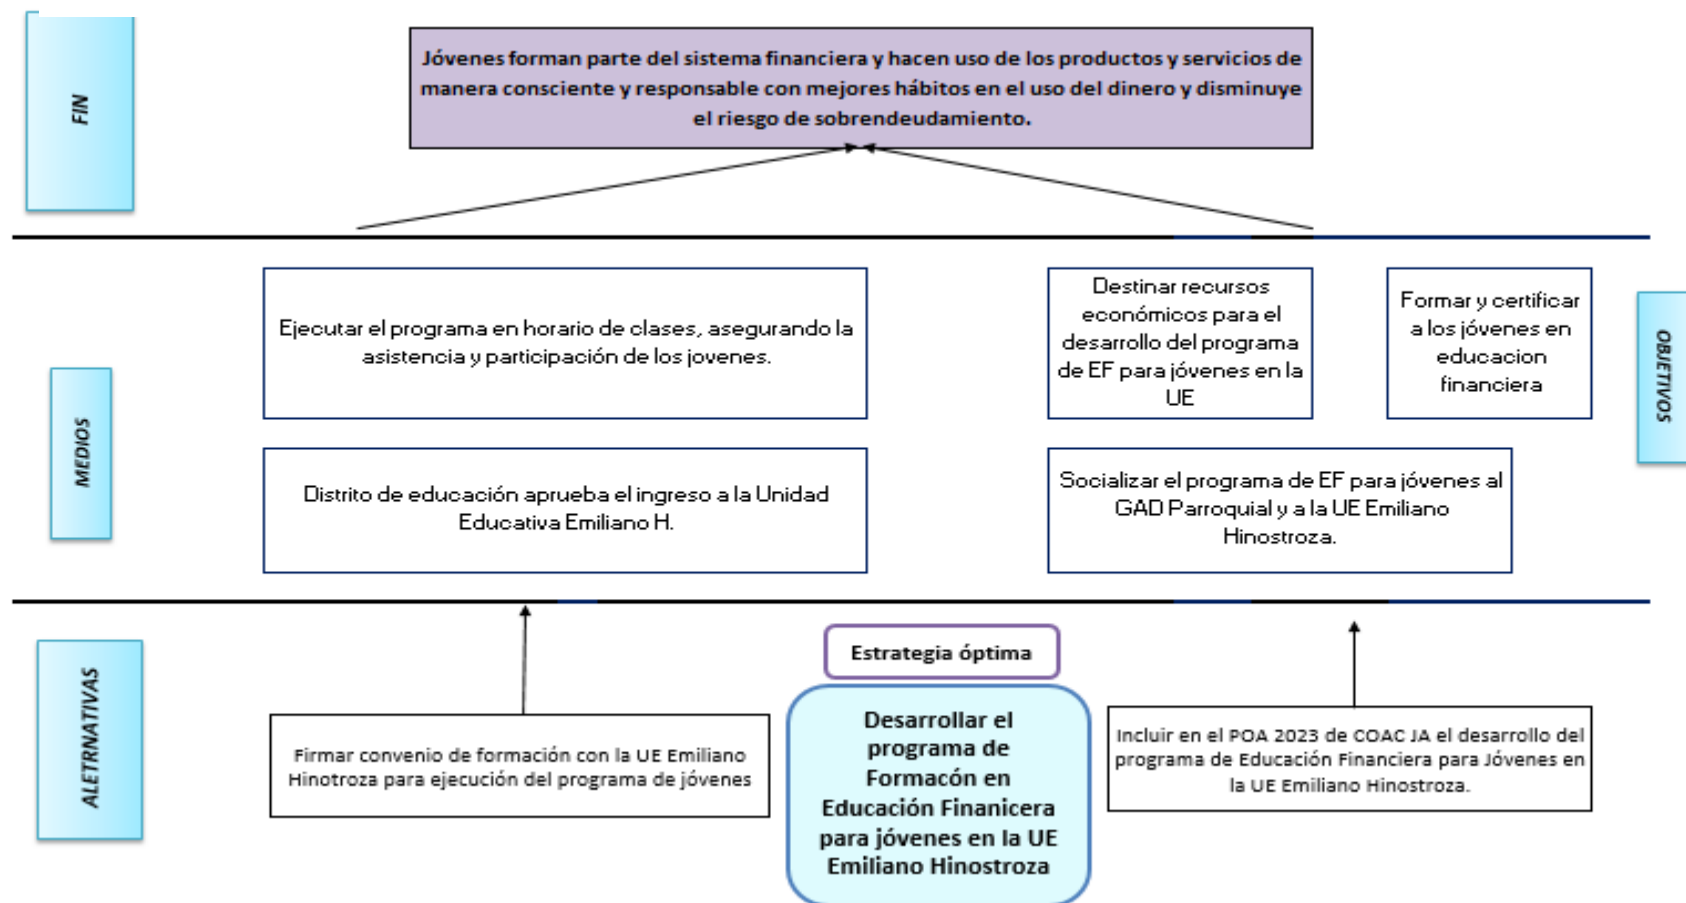 FIN
Jóvenes forman parte del sistema financiera y hacen uso de los productos y servicios de
manera consciente y responsable con mejores hábitos en el uso del dinero y disminuye
el riesgo de sobrendeudamiento.
MEDIOS
Ejecutar el programa en horario de clases, asegurando la
asistencia y participación de los jovenes.
Destinar recursos
económicos para el
desarrollo del programa
de EF para jóvenes en la
UE
Formar y certificar
a los jóvenes en
educacion
financiera
OBJETIVOS
Distrito de educación aprueba el ingreso a la Unidad
Educativa Emiliano H.
Socializar el programa de EF para jóvenes al
GAD Parroquial y a la UE Emiliano
Hinostroza.
ALETRNATIVAS
Firmar convenio de formación con la UE Emiliano
Hinotroza para ejecución del programa de jóvenes
Estrategia óptima
Desarrollar el
programa de
Formacón en
Educación Finanicera
para jóvenes en la UE
Emiliano Hinostroza
Incluir en el POA 2023 de COAC JA el desarrollo del
programa de Educación Financiera para Jóvenes en
la UE Emiliano Hinostroza.